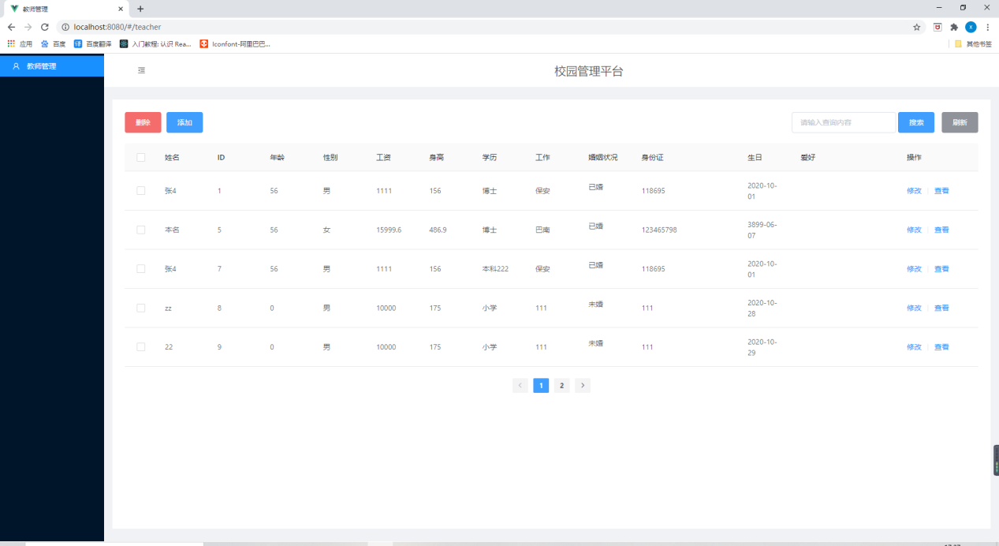 教师管理
localhost:8080/#/teacher
应用 百度 译 百度翻译 入门教程: 认识 Rea... Iconfont-阿里巴巴... 其他书签
教师管理
校园管理平台
删除 添加 请输入查询内容 搜索 刷新
姓名 ID 年龄 性别 工资 身高 学历 工作 婚姻状况 身份证 生日 爱好 操作
张4 1 56 男 1111 156 博士 保安 已婚 118695 2020-10-
01 修改 查看
本名 5 56 女 15999.6 486.9 博士 巴南 已婚 123465798 3899-06-
07 修改 查看
张4 7 56 男 1111 156 本科222 保安 已婚 118695 2020-10-
01 修改 查看
zz 8 0 男 10000 175 小学 111 未婚 111 2020-10-
28 修改 查看
22 9 0 男 10000 175 小学 111 未婚 111 2020-10-
29 修改 查看
1 2